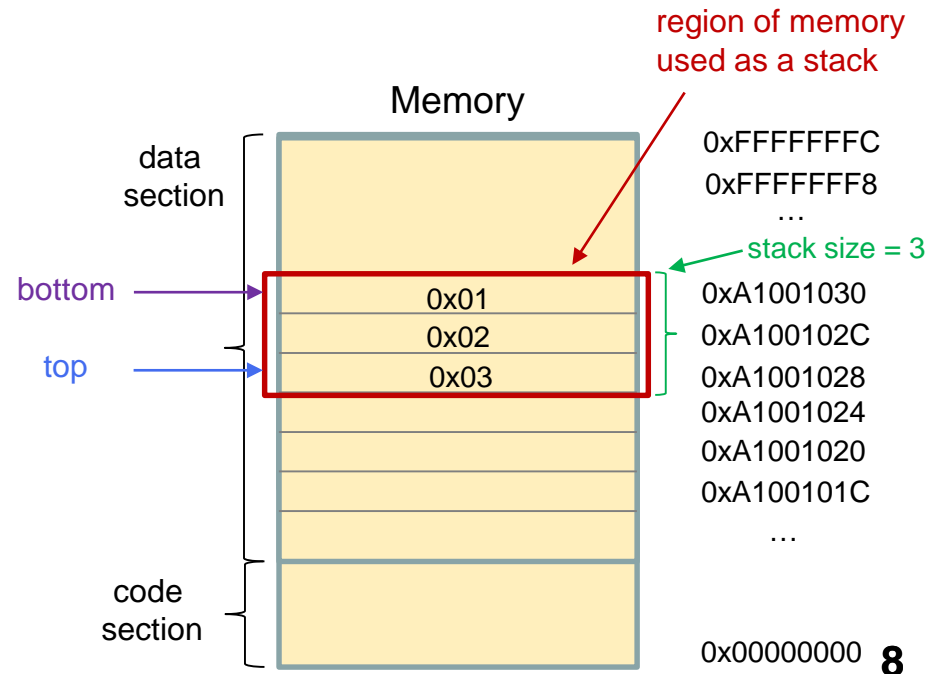 region of memory
used as a stack
Memory
data
section
0xFFFFFFFC
0xFFFFFFF8
…
stack size = 3
bottom
0x01
0xA1001030
0x02
0xA100102C
top
0x03
0xA1001028
0xA1001024
0xA1001020
0xA100101C
…
code
section
0x00000000
8